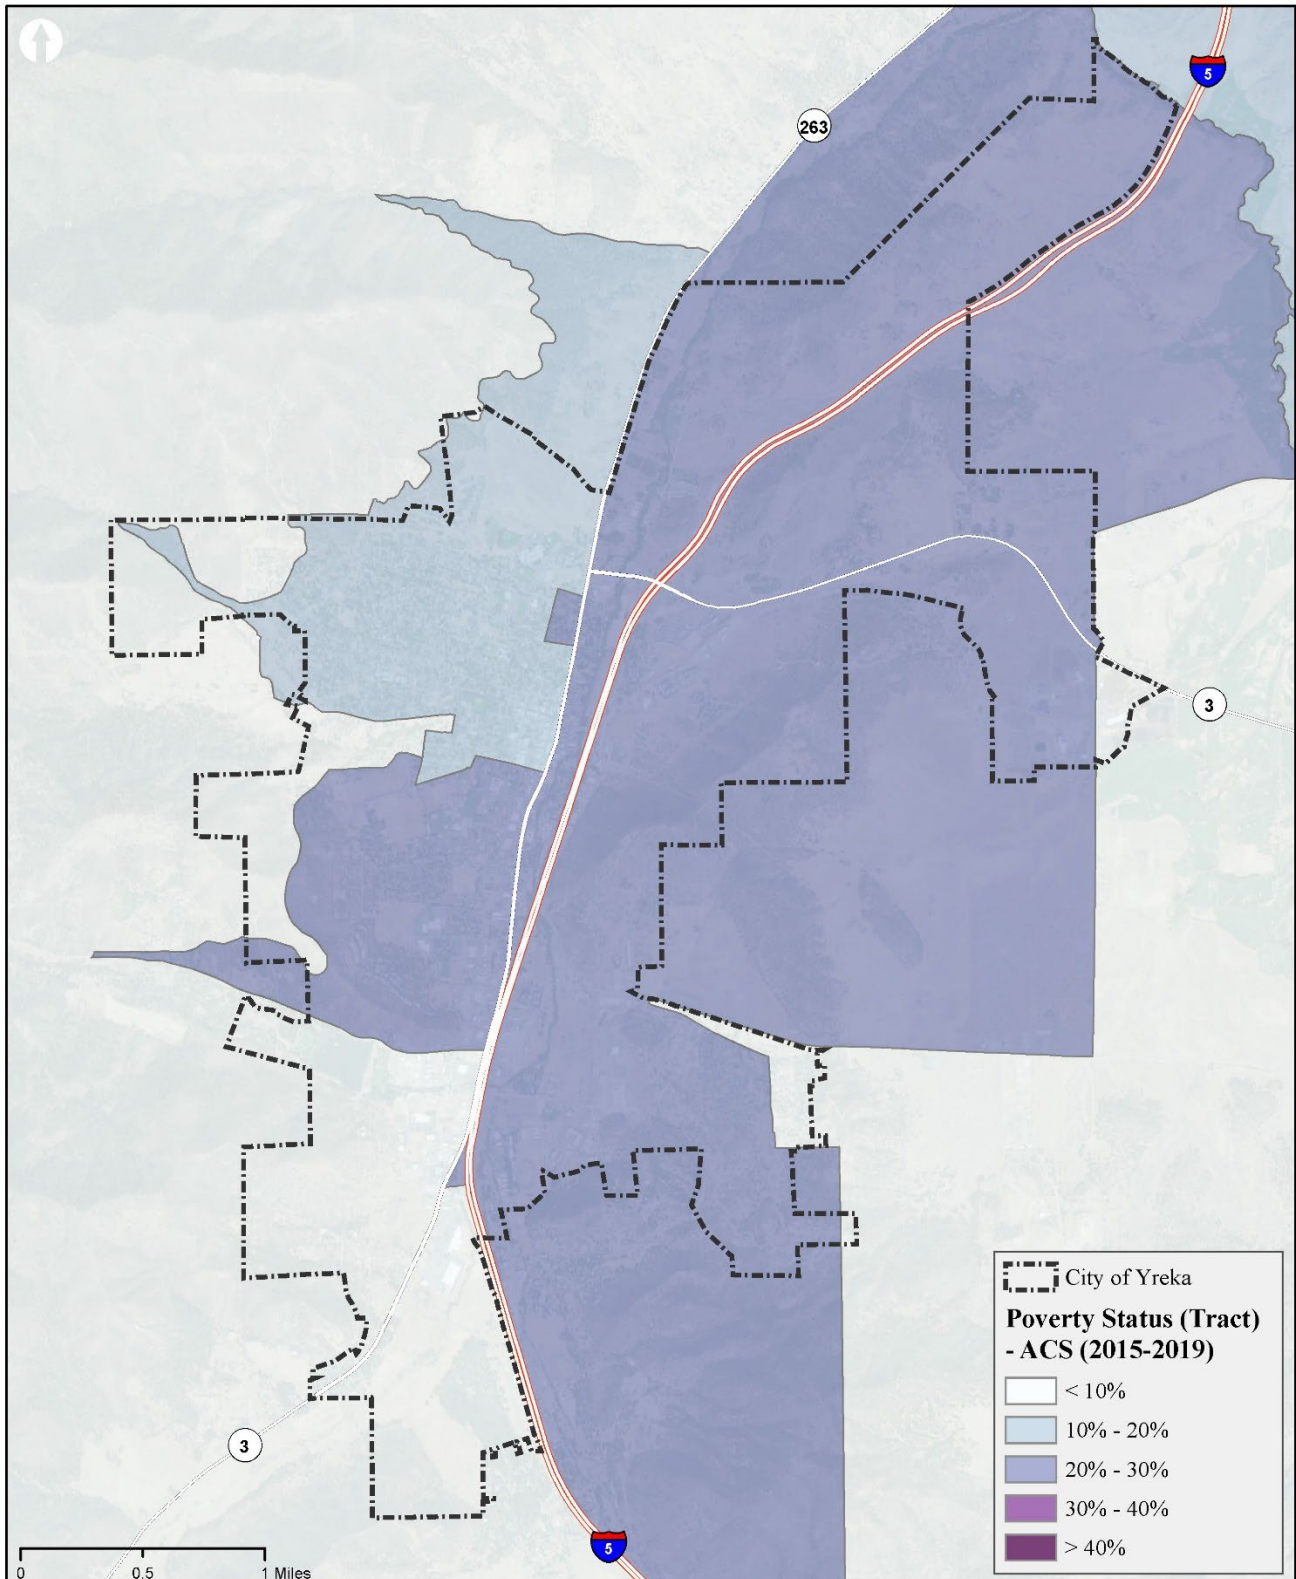 5
263
3
3
5
0 0.5 1 Miles
City of Yreka
Poverty Status (Tract)
- ACS (2015-2019)
< 10%
10% - 20%
20% - 30%
30% - 40%
> 40%